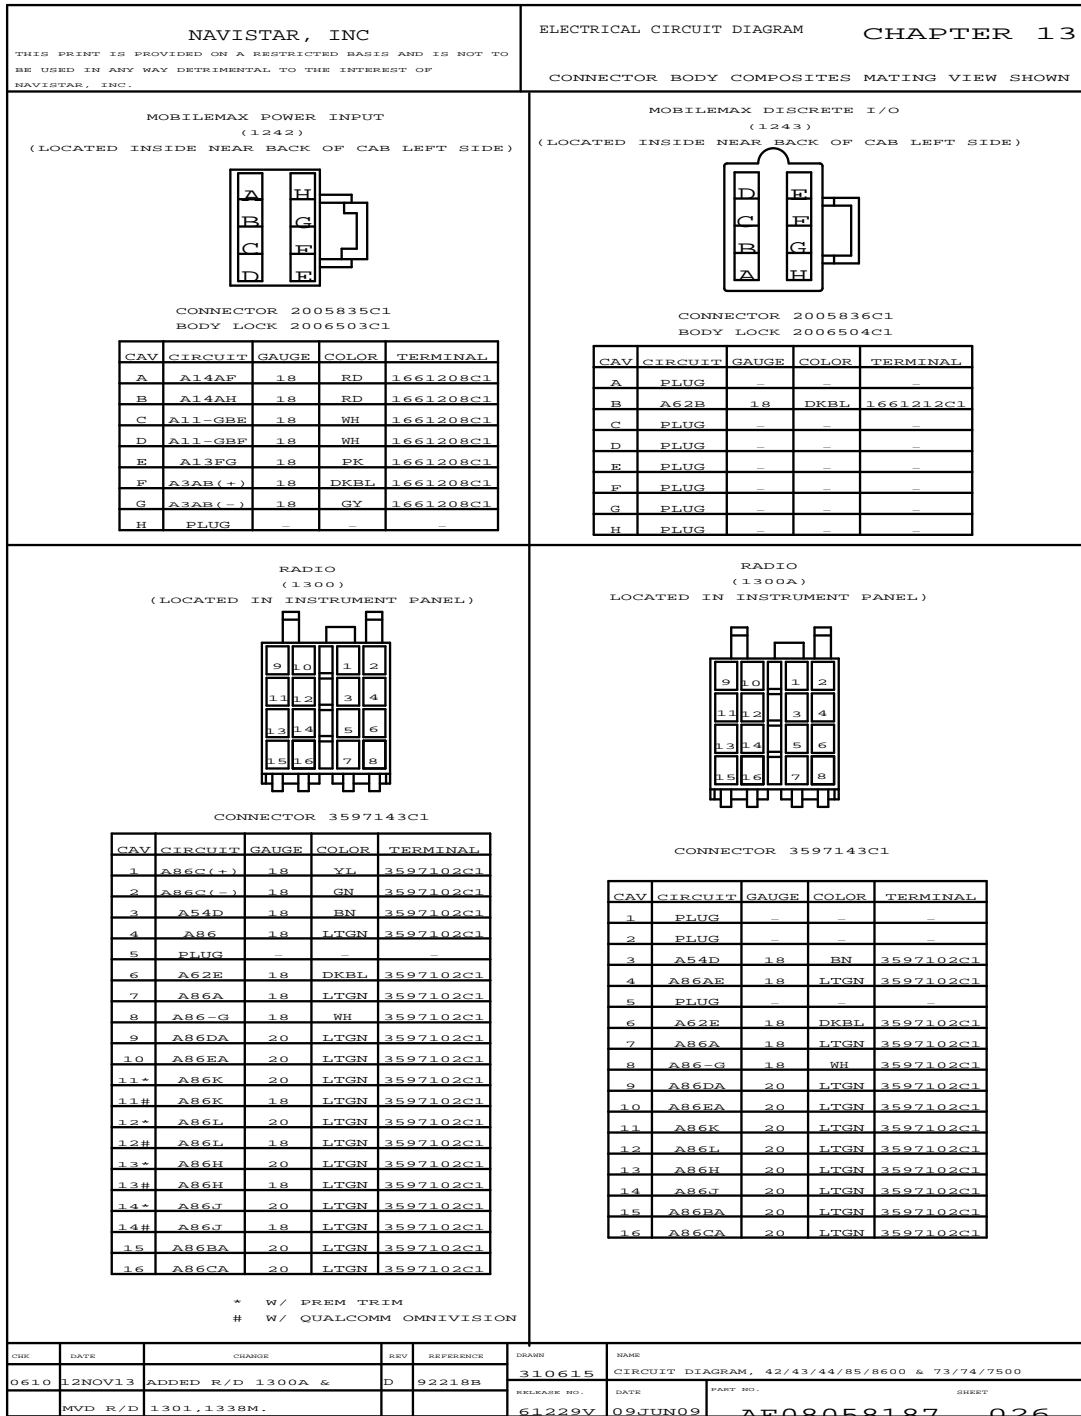 NAVISTAR, INC
THIS PRINT IS PROVIDED ON A RESTRICTED BASIS AND IS NOT TO
BE USED IN ANY WAY DETRIMENTAL TO THE INTEREST OF
NAVISTAR, INC.
ELECTRICAL CIRCUIT DIAGRAM CHAPTER 13
CONNECTOR BODY COMPOSITES MATING VIEW SHOWN
MOBILEMAX POWER INPUT
(1242)
(LOCATED INSIDE NEAR BACK OF CAB LEFT SIDE)
A H
B G
C F
D E
CONNECTOR 2005835C1
BODY LOCK 2006503C1
CAV CIRCUIT GAUGE COLOR TERMINAL
A A14AF 18 RD 1661208C1
B A14AH 18 RD 1661208C1
C A11-GBE 18 WH 1661208C1
D A11-GBF 18 WH 1661208C1
E A13FG 18 PK 1661208C1
F A3AB(+) 18 DKBL 1661208C1
G A3AB(-) 18 GY 1661208C1
H PLUG - - -
MOBILEMAX DISCRETE I/O
(1243)
(LOCATED INSIDE NEAR BACK OF CAB LEFT SIDE)
D E
C F
B G
A H
CONNECTOR 2005836C1
BODY LOCK 2006504C1
CAV CIRCUIT GAUGE COLOR TERMINAL
A PLUG - - -
B A62B 18 DKBL 1661212C1
C PLUG - - -
D PLUG - - -
E PLUG - - -
F PLUG - - -
G PLUG - - -
H PLUG - - -
RADIO
(1300)
(LOCATED IN INSTRUMENT PANEL)
9 10 1 2
11 12 3 4
13 14 5 6
15 16 7 8
CONNECTOR 3597143C1
CAV CIRCUIT GAUGE COLOR TERMINAL
1 A86C(+) 18 YL 3597102C1
2 A86C(-) 18 GN 3597102C1
3 A54D 18 BN 3597102C1
4 A86 18 LTGN 3597102C1
5 PLUG - - -
6 A62E 18 DKBL 3597102C1
7 A86A 18 LTGN 3597102C1
8 A86-G 18 WH 3597102C1
9 A86DA 20 LTGN 3597102C1
10 A86EA 20 LTGN 3597102C1
11* A86K 20 LTGN 3597102C1
11# A86K 18 LTGN 3597102C1
12* A86L 20 LTGN 3597102C1
12# A86L 18 LTGN 3597102C1
13* A86H 20 LTGN 3597102C1
13# A86H 18 LTGN 3597102C1
14* A86J 20 LTGN 3597102C1
14# A86J 18 LTGN 3597102C1
15 A86BA 20 LTGN 3597102C1
16 A86CA 20 LTGN 3597102C1
* W/ PREM TRIM
# W/ QUALCOMM OMNIVISION
RADIO
(1300A)
LOCATED IN INSTRUMENT PANEL)
9 10 1 2
11 12 3 4
13 14 5 6
15 16 7 8
CONNECTOR 3597143C1
CAV CIRCUIT GAUGE COLOR TERMINAL
1 PLUG - - -
2 PLUG - - -
3 A54D 18 BN 3597102C1
4 A86AE 18 LTGN 3597102C1
5 PLUG - - -
6 A62E 18 DKBL 3597102C1
7 A86A 18 LTGN 3597102C1
8 A86-G 18 WH 3597102C1
9 A86DA 20 LTGN 3597102C1
10 A86EA 20 LTGN 3597102C1
11 A86K 20 LTGN 3597102C1
12 A86L 20 LTGN 3597102C1
13 A86H 20 LTGN 3597102C1
14 A86J 20 LTGN 3597102C1
15 A86BA 20 LTGN 3597102C1
16 A86CA 20 LTGN 3597102C1
CHK DATE CHANGE REV REFERENCE
0610 12NOV13 ADDED R/D 1300A & D 92218B
MVD R/D 1301,1338M.
DRAWN
310615
NAME
CIRCUIT DIAGRAM, 42/43/44/85/8600 & 73/74/7500
RELEASE NO.
61229V
DATE
09JUN09
PART NO. SHEET
AF08058187 026